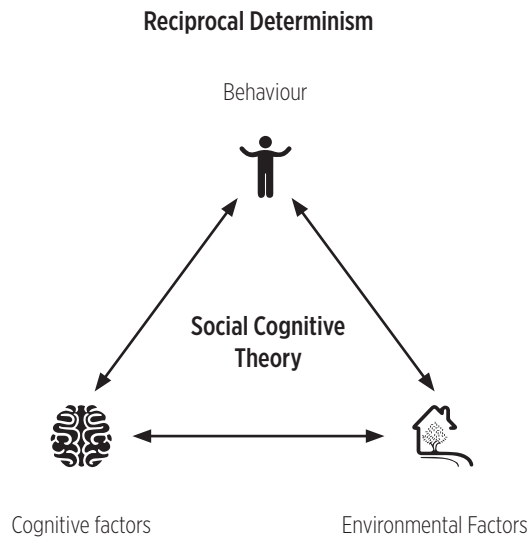 Reciprocal Determinism
Behaviour
Social Cognitive
Theory
Cognitive factors
Environmental Factors